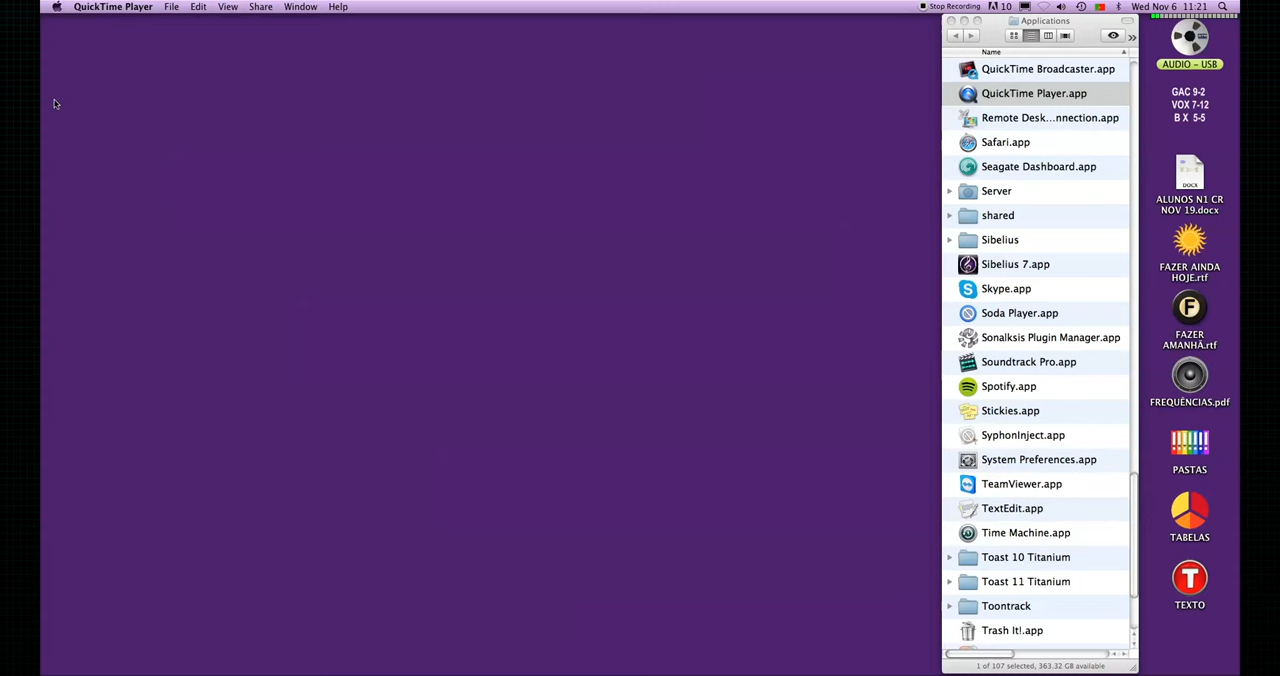 QuickTime Player File Edit View Share Window Help Stop Recording 10 Wed Nov 6 11:21
Applications
Name
QuickTime Broadcaster.app
QuickTime Player.app
Remote Desk...nnection.app
Safari.app
Seagate Dashboard.app
Server
shared
Sibelius
Sibelius 7.app
Skype.app
Soda Player.app
Sonalksis Plugin Manager.app
Soundtrack Pro.app
Spotify.app
Stickies.app
SyphonInject.app
System Preferences.app
TeamViewer.app
TextEdit.app
Time Machine.app
Toast 10 Titanium
Toast 11 Titanium
Toontrack
Trash It!.app
1 of 107 selected, 363.32 GB available
AUDIO – USB
GAC 9-2
VOX 7-12
B X 5-5
DOCX
ALUNOS N1 CR
NOV 19.docx
FAZER AINDA
HOJE.rtf
F
FAZER
AMANHÃ.rtf
FREQUÊNCIAS.pdf
PASTAS
TABELAS
T
TEXTO